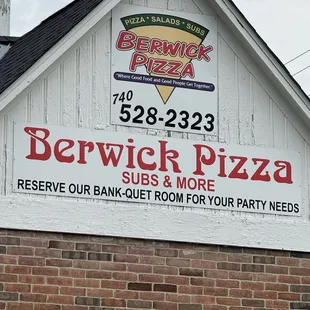 PIZZA • SALADS • SUBS
BERWICK
PIZZA
"Where Good Food and Good People Come Together"
740
528-2323
Berwick Pizza
SUBS & MORE
RESERVE OUR BANK-QUET ROOM FOR YOUR PARTY NEEDS